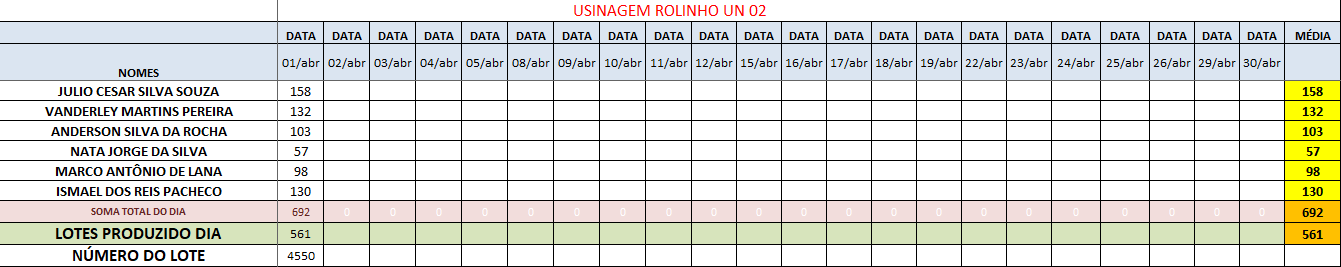 USINAGEM ROLINHO UN 02
DATA DATA DATA DATA DATA DATA DATA DATA DATA DATA DATA DATA DATA DATA DATA DATA DATA DATA DATA DATA DATA DATA MÉDIA
NOMES 01/abr 02/abr 03/abr 04/abr 05/abr 08/abr 09/abr 10/abr 11/abr 12/abr 15/abr 16/abr 17/abr 18/abr 19/abr 22/abr 23/abr 24/abr 25/abr 26/abr 29/abr 30/abr
JULIO CESAR SILVA SOUZA 158 158
VANDERLEY MARTINS PEREIRA 132 132
ANDERSON SILVA DA ROCHA 103 103
NATA JORGE DA SILVA 57 57
MARCO ANTÔNIO DE LANA 98 98
ISMAEL DOS REIS PACHECO 130 130
SOMA TOTAL DO DIA 692 0 0 0 0 0 0 0 0 0 0 0 0 0 0 0 0 0 0 0 0 0 692
LOTES PRODUZIDO DIA 561 561
NÚMERO DO LOTE 4550